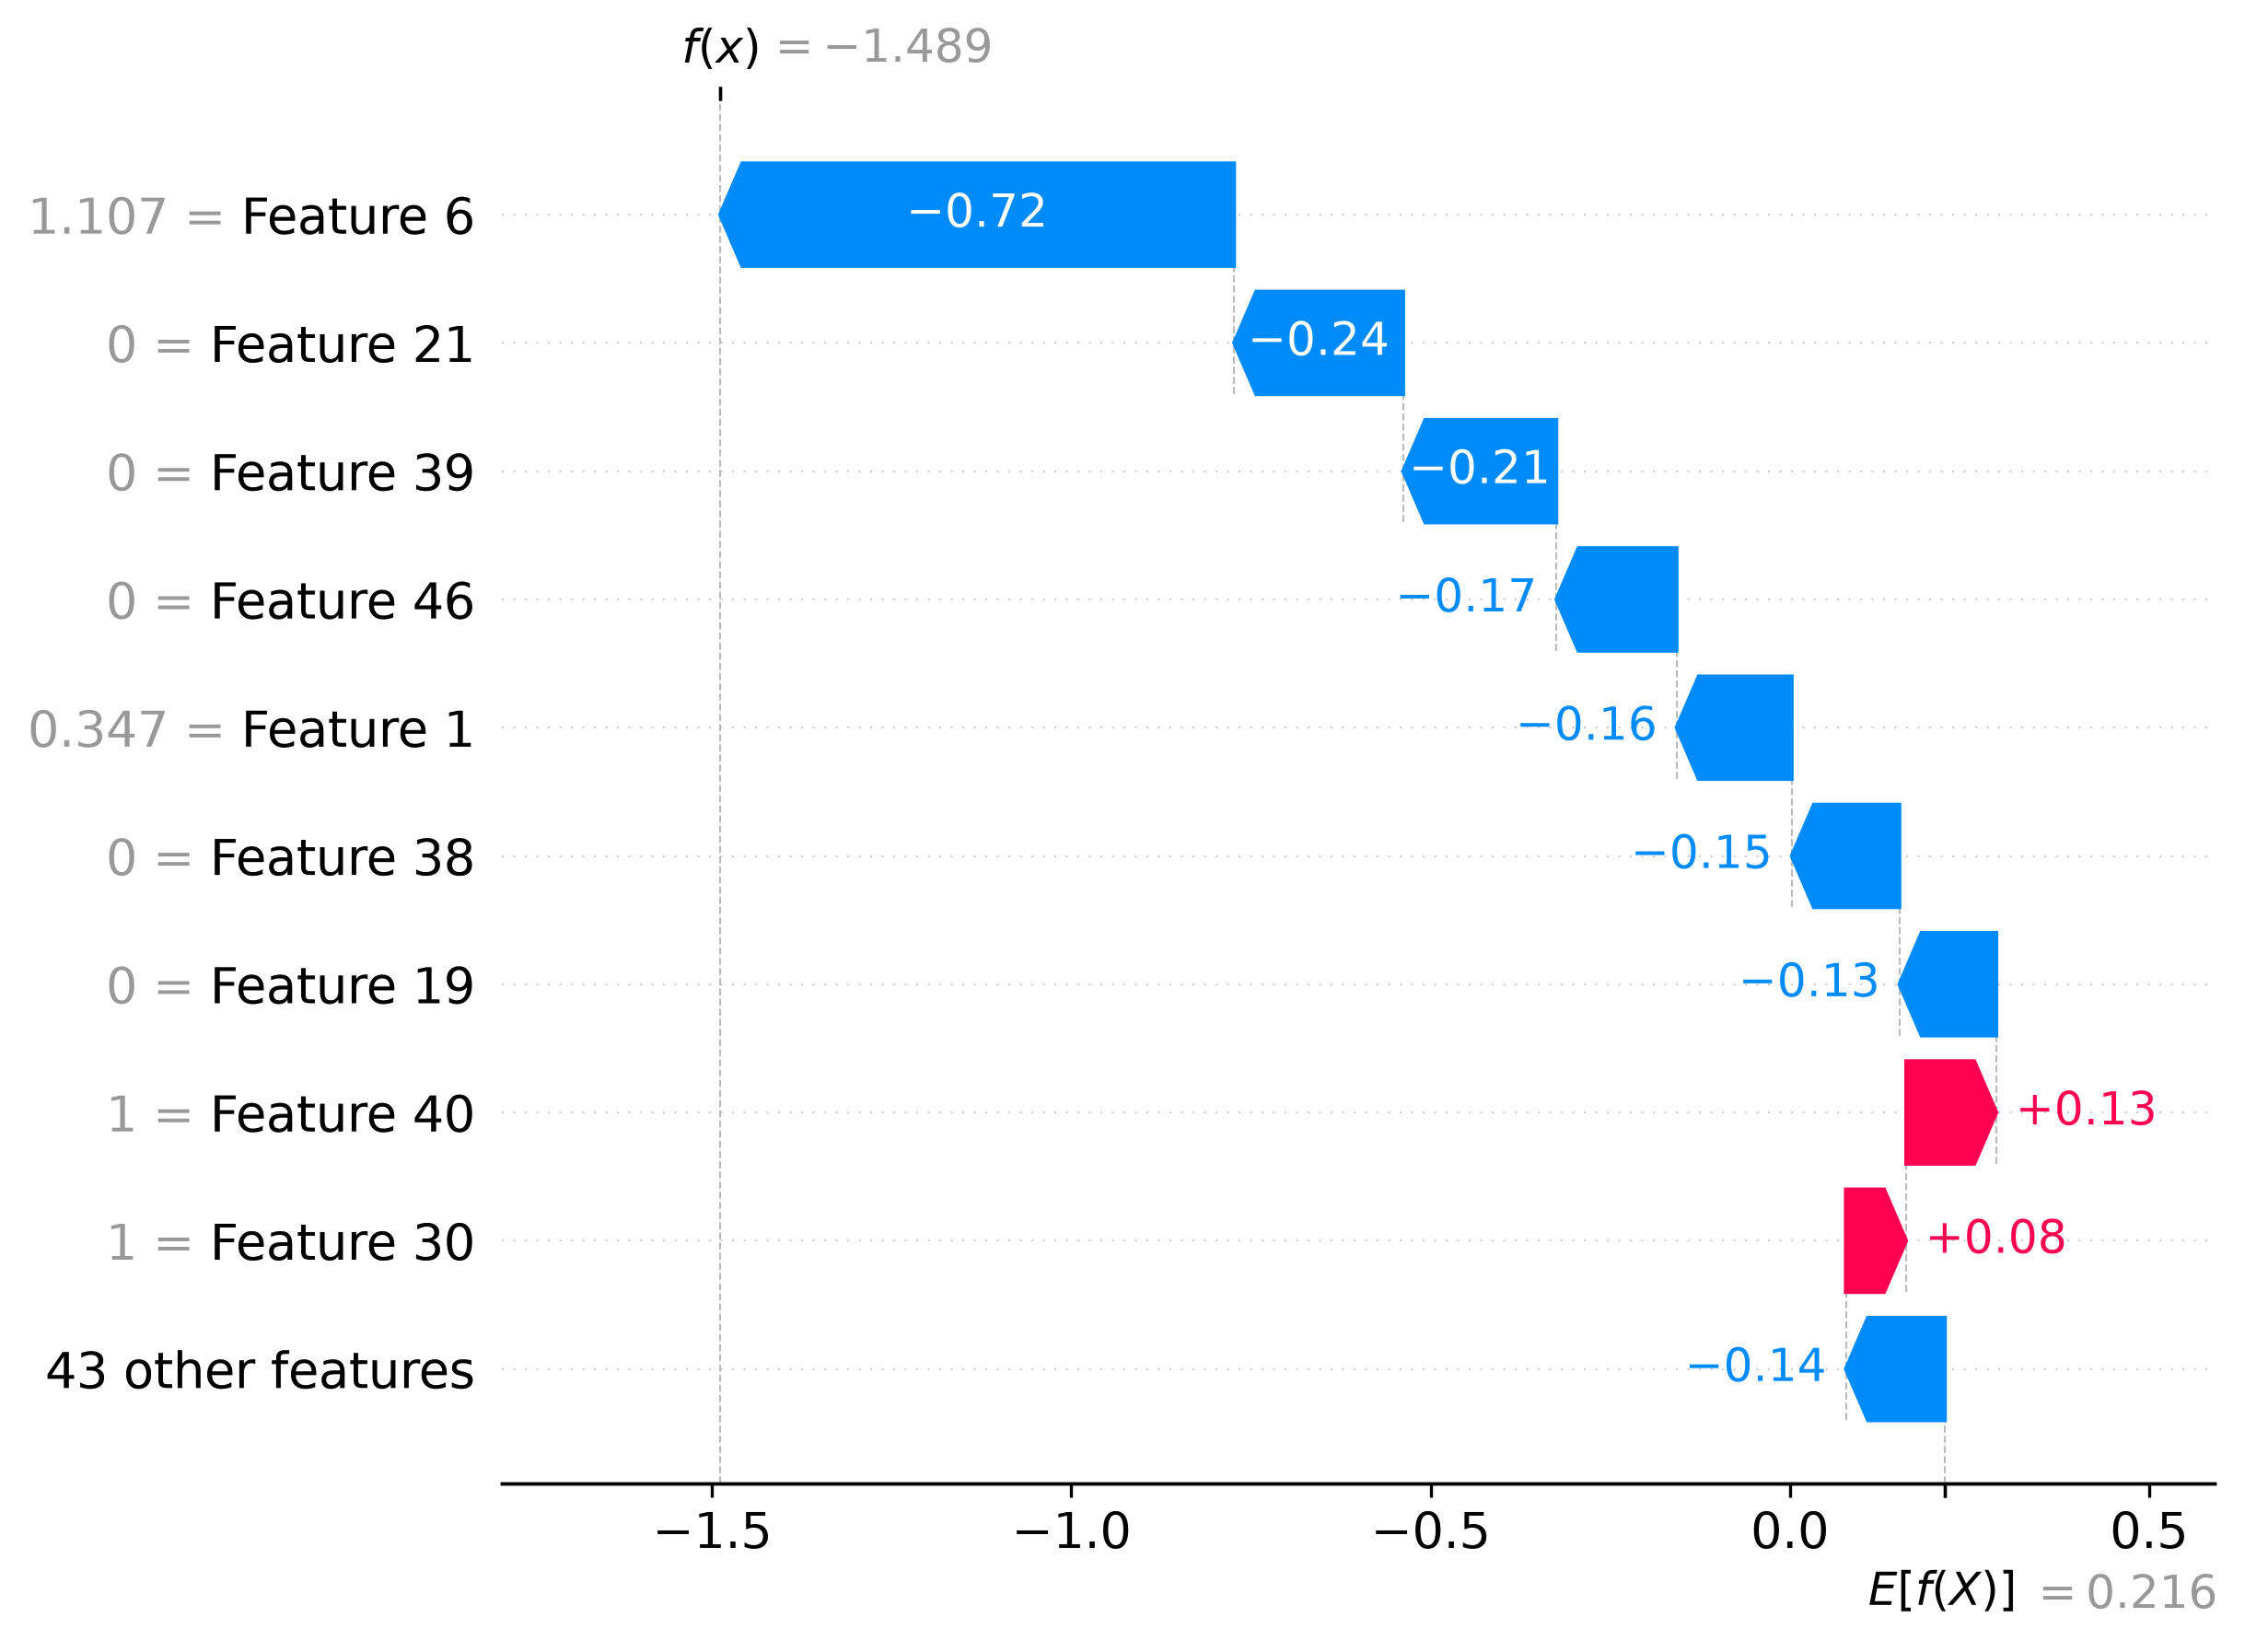 f(x) = −1.489
1.107 = Feature 6
−0.72
0 = Feature 21
−0.24
0 = Feature 39
−0.21
0 = Feature 46
−0.17
0.347 = Feature 1
−0.16
0 = Feature 38
−0.15
0 = Feature 19
−0.13
1 = Feature 40
+0.13
1 = Feature 30
+0.08
43 other features
−0.14
−1.5 −1.0 −0.5 0.0 0.5
E[f(X)] = 0.216